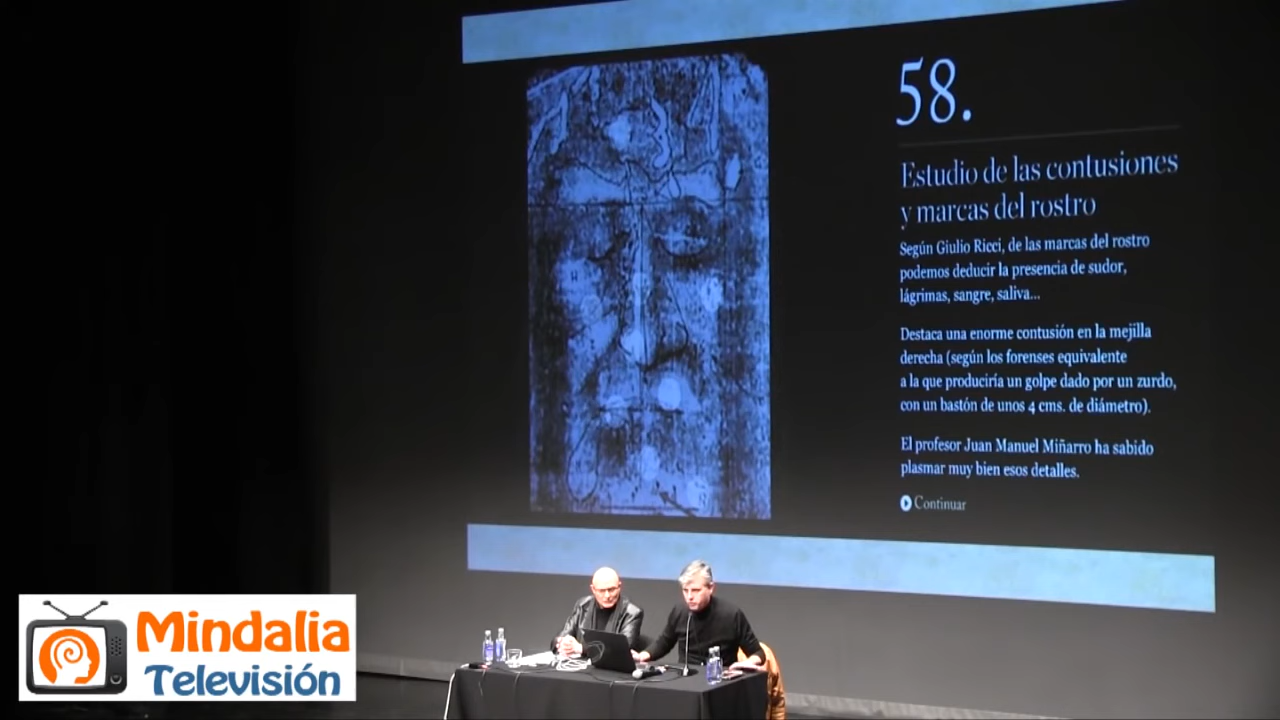 58.
Estudio de las contusiones
y marcas del rostro
Según Giulio Ricci, de las marcas del rostro
podemos deducir la presencia de sudor,
lágrimas, sangre, saliva...
Destaca una enorme contusión en la mejilla
derecha (según los forenses equivalente
a la que produciría un golpe dado por un zurdo,
con un bastón de unos 4 cms. de diámetro).
El profesor Juan Manuel Miñarro ha sabido
plasmar muy bien esos detalles.
Continuar
Mindalia
Televisión